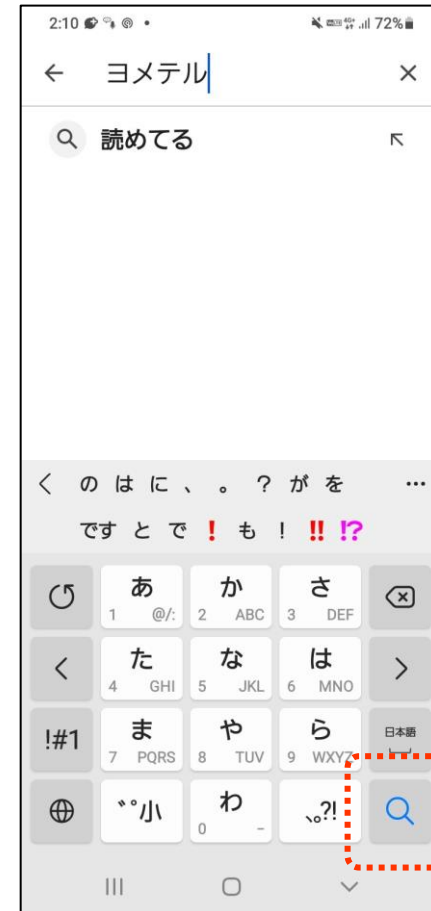 2:10 72%
ヨメテル
読めてる
の は に 、 。 ? が を …
です と で ! も ! !! !?
あ 1 @/: か 2 ABC さ 3 DEF
た 4 GHI な 5 JKL は 6 MNO
!#1 ま 7 PQRS や 8 TUV ら 9 WXYZ 日本語
゛゜小 わ 0 - 、。?!